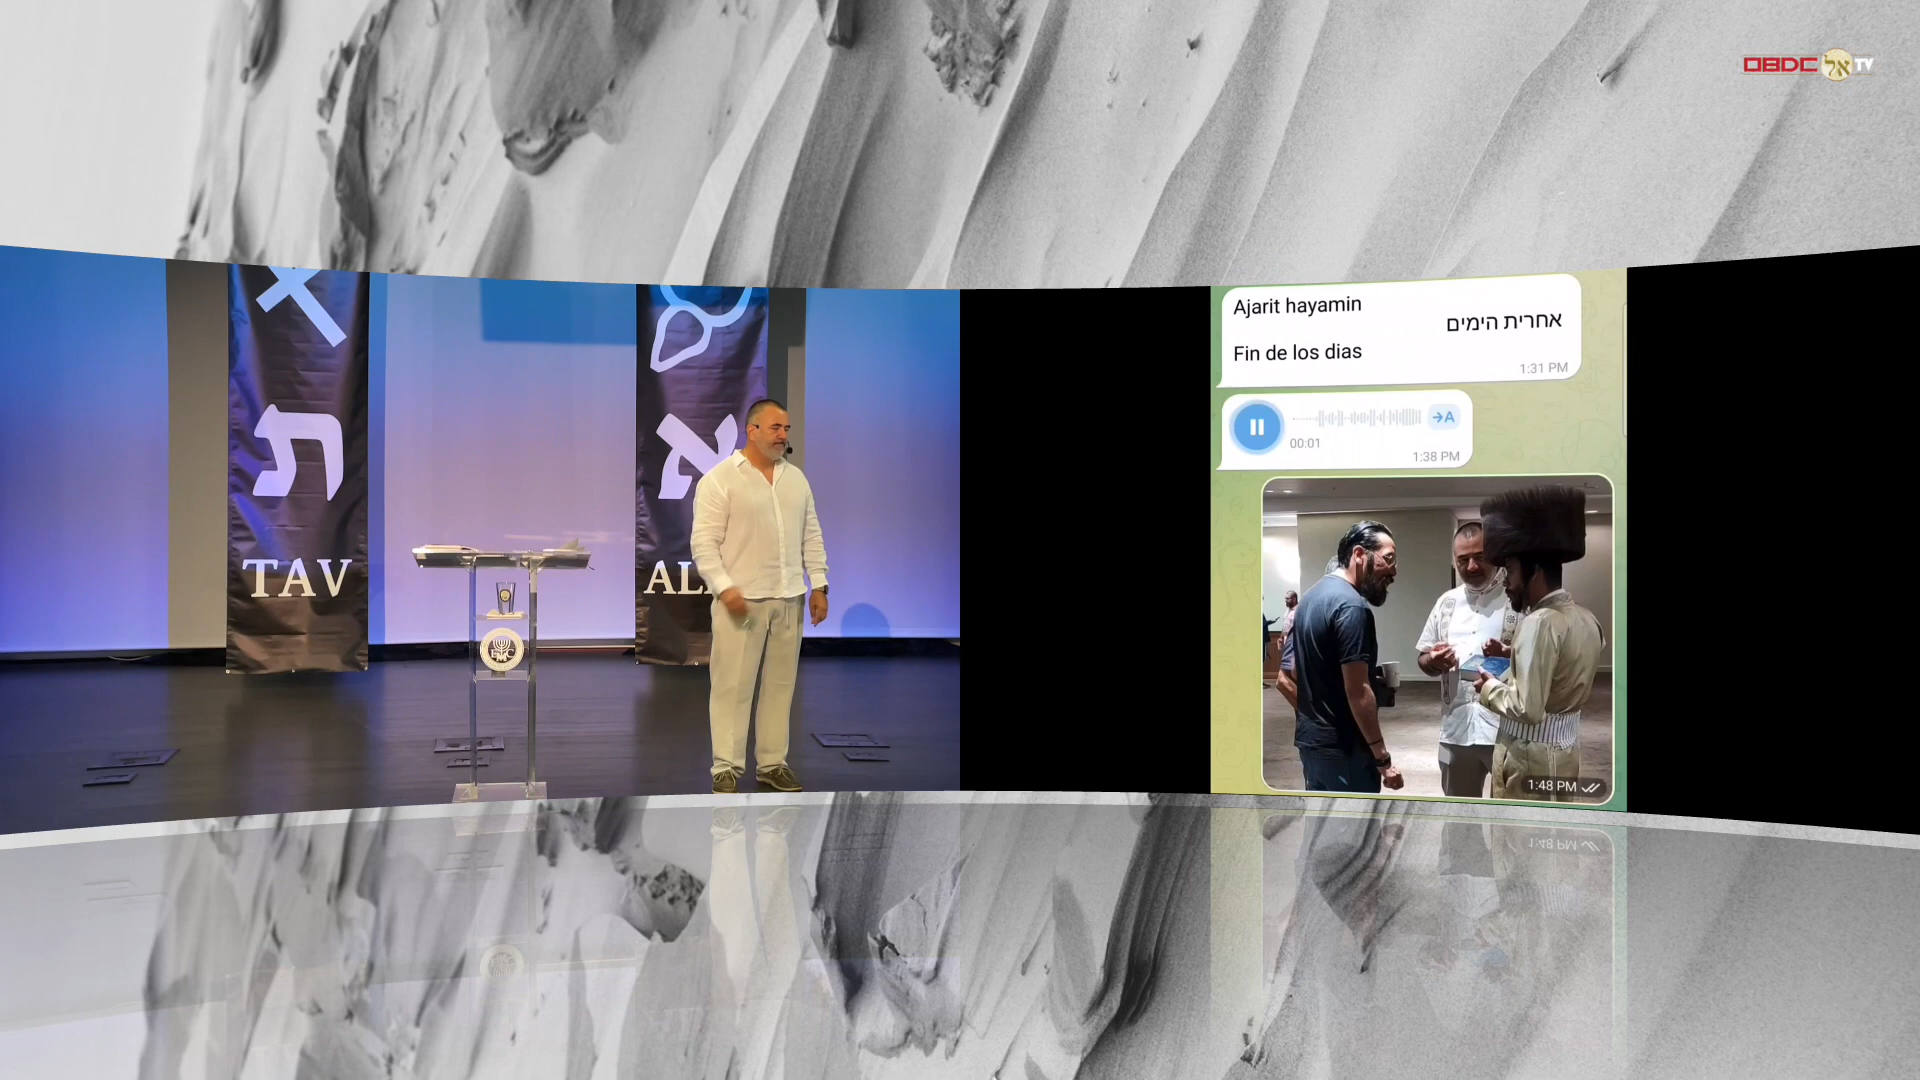 OBDC אל TV
ת
TAV
א
Ajarit hayamin
אחרית הימים
Fin de los dias
1:31 PM
→A
00:01
1:38 PM
1:48 PM